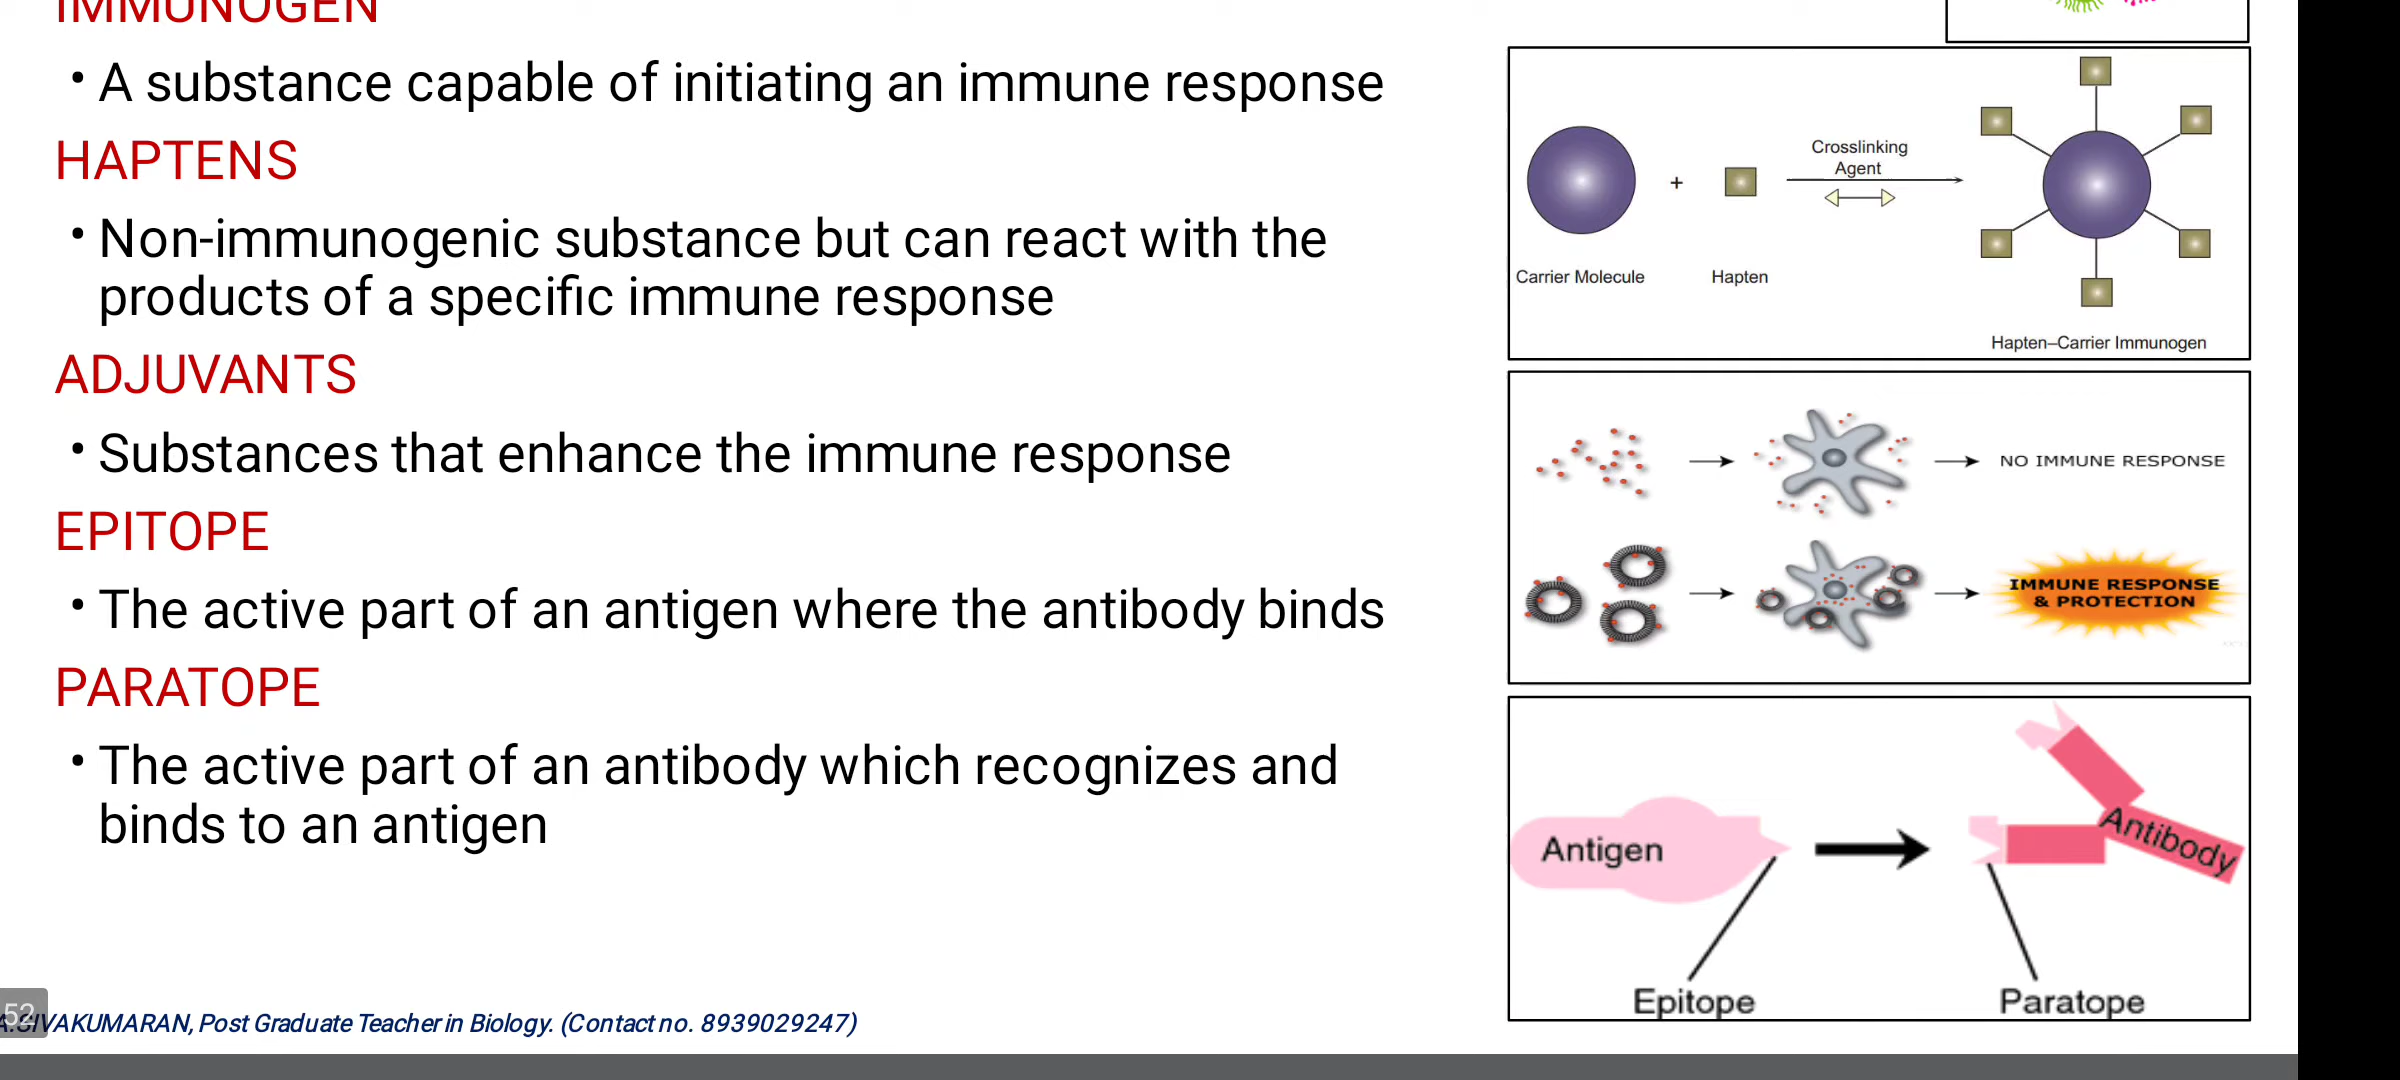 IMMUNOGEN
• A substance capable of initiating an immune response
HAPTENS
• Non-immunogenic substance but can react with the
products of a specific immune response
ADJUVANTS
• Substances that enhance the immune response
EPITOPE
• The active part of an antigen where the antibody binds
PARATOPE
• The active part of an antibody which recognizes and
binds to an antigen
Crosslinking
Agent
+
Carrier Molecule
Hapten
Hapten–Carrier Immunogen
NO IMMUNE RESPONSE
IMMUNE RESPONSE
& PROTECTION
Antigen
Antibody
Epitope
Paratope
52
A.SIVAKUMARAN, Post Graduate Teacher in Biology. (Contact no. 8939029247)